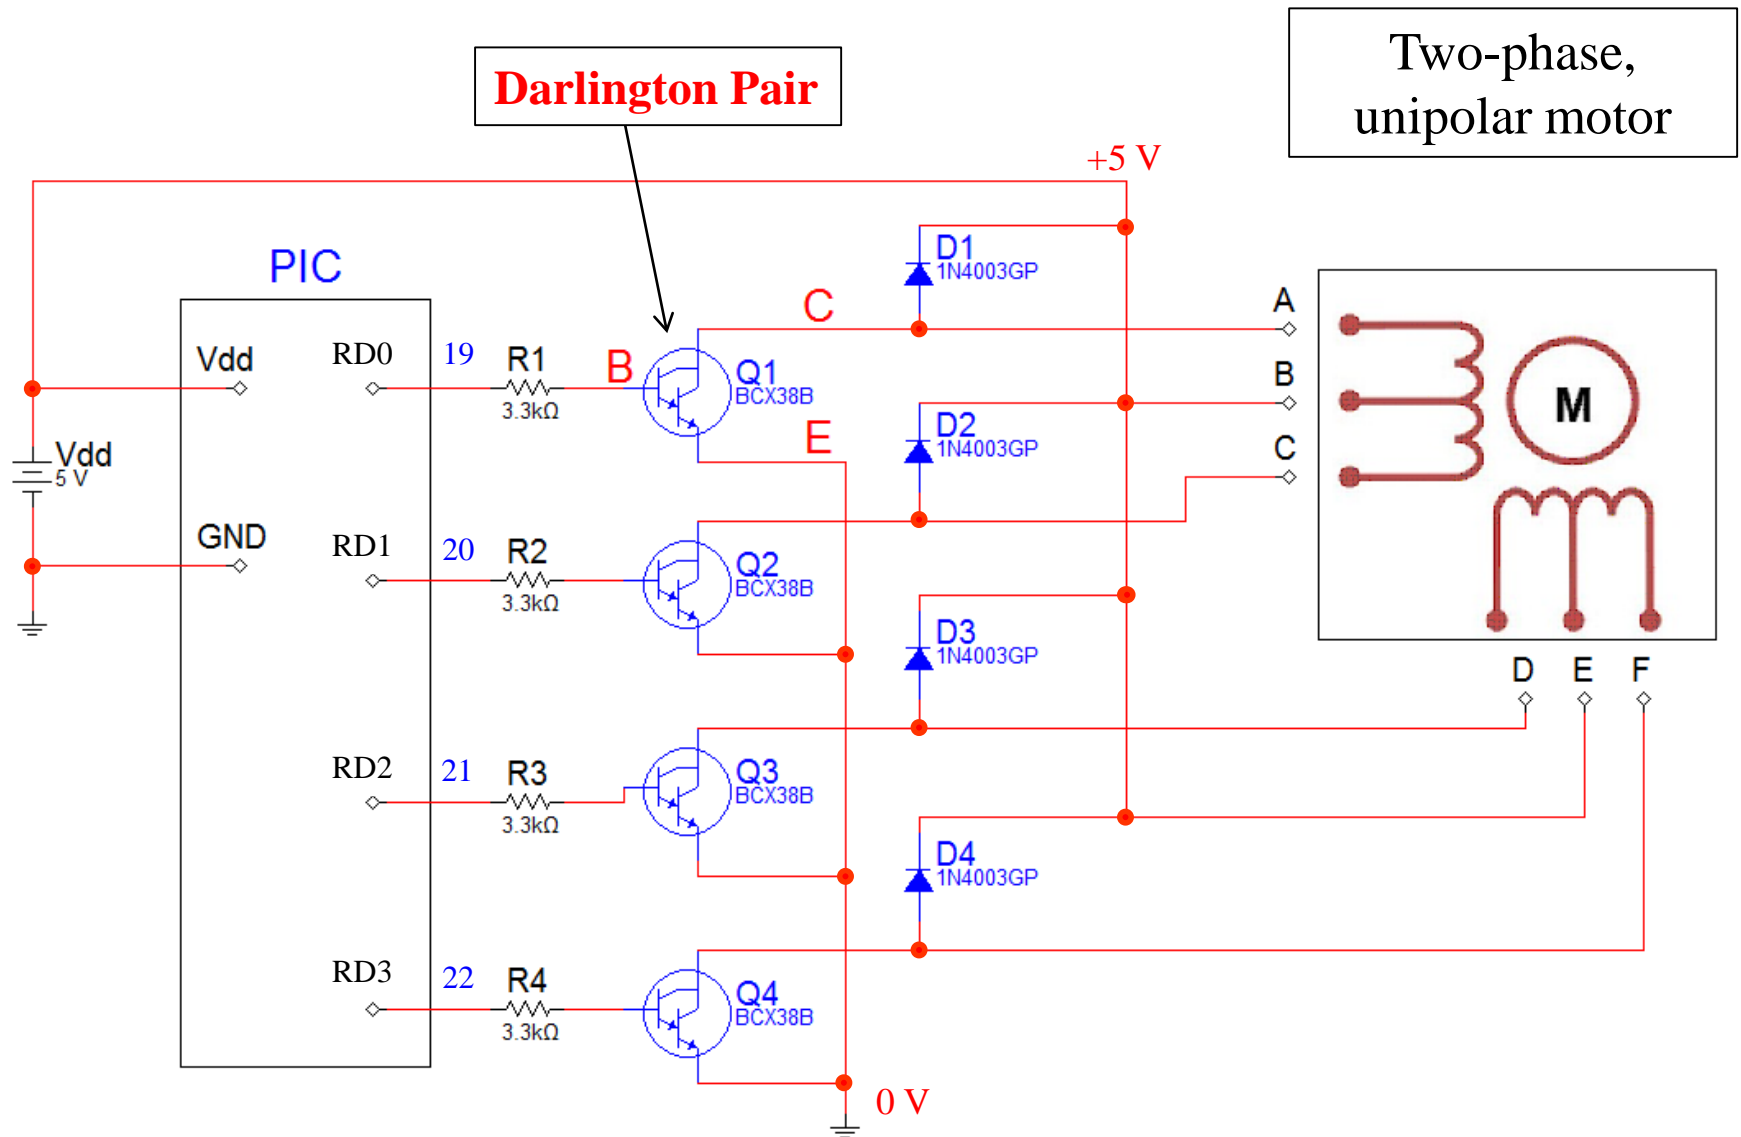 Two-phase,
unipolar motor
Darlington Pair
+5 V
PIC
D1
1N4003GP
C
A
Vdd
RD0
19
R1
3.3kΩ
B
Q1
BCX38B
E
D2
1N4003GP
B
C
M
Vdd
5 V
GND
RD1
20
R2
3.3kΩ
Q2
BCX38B
D3
1N4003GP
D E F
RD2
21
R3
3.3kΩ
Q3
BCX38B
D4
1N4003GP
RD3
22
R4
3.3kΩ
Q4
BCX38B
0 V